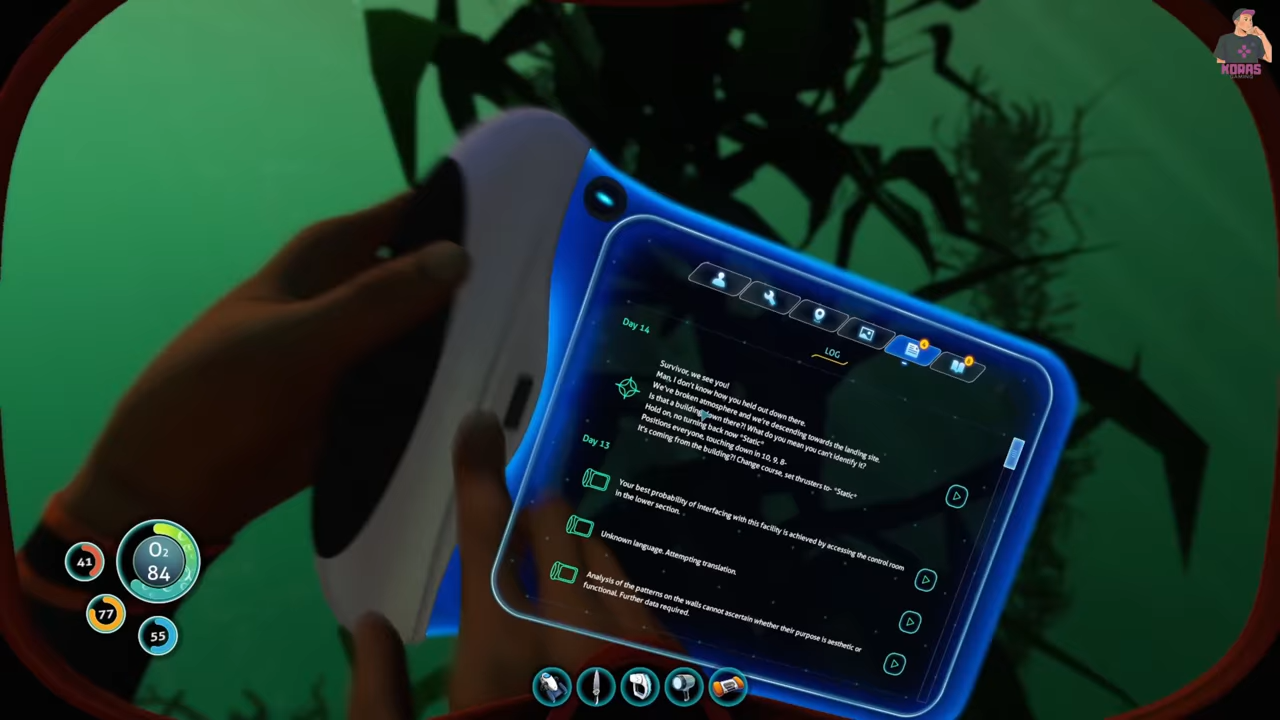 KORAS
GAMING
LOG
Day 14
Survivor, we see you!
Man, I don't know how you held out down there.
We've broken atmosphere and we're descending towards the landing site.
Is that a building down there?! What do you mean you can't identify it?
Hold on, no turning back now *Static*
Positions everyone, touching down in 10, 9, 8-
It's coming from the building?! Change course, set thrusters to- *Static*
Day 13
Your best probability of interfacing with this facility is achieved by accessing the control room
in the lower section.
Unknown language. Attempting translation.
Analysis of the patterns on the walls cannot ascertain whether their purpose is aesthetic or
functional. Further data required.
41
O₂
84
77
55